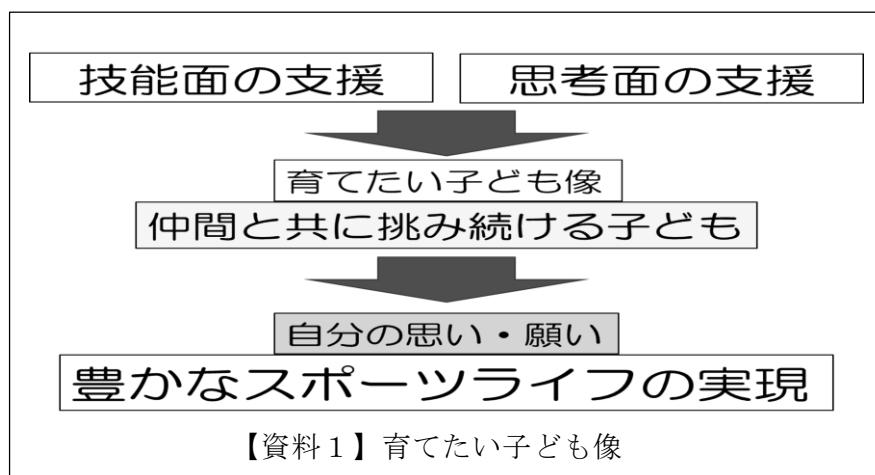 技能面の支援
思考面の支援
育てたい子ども像
仲間と共に挑み続ける子ども
自分の思い・願い
豊かなスポーツライフの実現
【資料１】育てたい子ども像